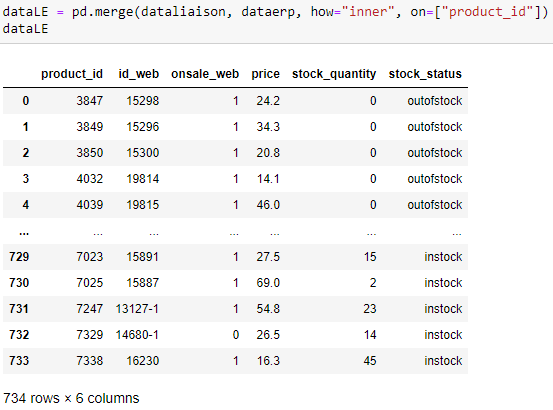 dataLE = pd.merge(dataliaison, dataerp, how="inner", on=["product_id"])
dataLE
product_id id_web onsale_web price stock_quantity stock_status
0 3847 15298 1 24.2 0 outofstock
1 3849 15296 1 34.3 0 outofstock
2 3850 15300 1 20.8 0 outofstock
3 4032 19814 1 14.1 0 outofstock
4 4039 19815 1 46.0 0 outofstock
... ... ... ... ... ... ...
729 7023 15891 1 27.5 15 instock
730 7025 15887 1 69.0 2 instock
731 7247 13127-1 1 54.8 23 instock
732 7329 14680-1 0 26.5 14 instock
733 7338 16230 1 16.3 45 instock
734 rows × 6 columns